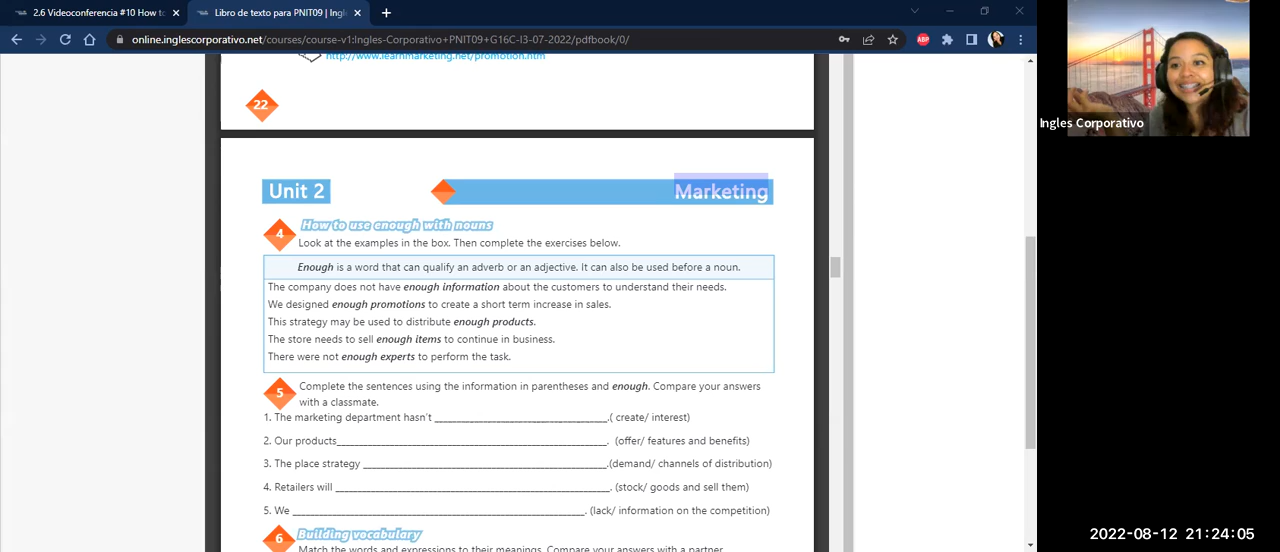 2.6 Videoconferencia #10 How to
Libro de texto para PNIT09 | Ingl
online.inglescorporativo.net/courses/course-v1:Ingles-Corporativo+PNIT09+G16C-I3-07-2022/pdfbook/0/
ABP
http://www.learnmarketing.net/promotion.htm
22
Unit 2
Marketing
4
How to use enough with nouns
Look at the examples in the box. Then complete the exercises below.
Enough is a word that can qualify an adverb or an adjective. It can also be used before a noun.
The company does not have enough information about the customers to understand their needs.
We designed enough promotions to create a short term increase in sales.
This strategy may be used to distribute enough products.
The store needs to sell enough items to continue in business.
There were not enough experts to perform the task.
5
Complete the sentences using the information in parentheses and enough. Compare your answers
with a classmate.
1. The marketing department hasn't ______________________________.( create/ interest)
2. Our products______________________________. (offer/ features and benefits)
3. The place strategy ______________________________.(demand/ channels of distribution)
4. Retailers will ______________________________. (stock/ goods and sell them)
5. We ______________________________. (lack/ information on the competition)
6
Building vocabulary
Match the words and expressions to their meanings. Compare your answers with a partner.
Ingles Corporativo
2022-08-12 21:24:05